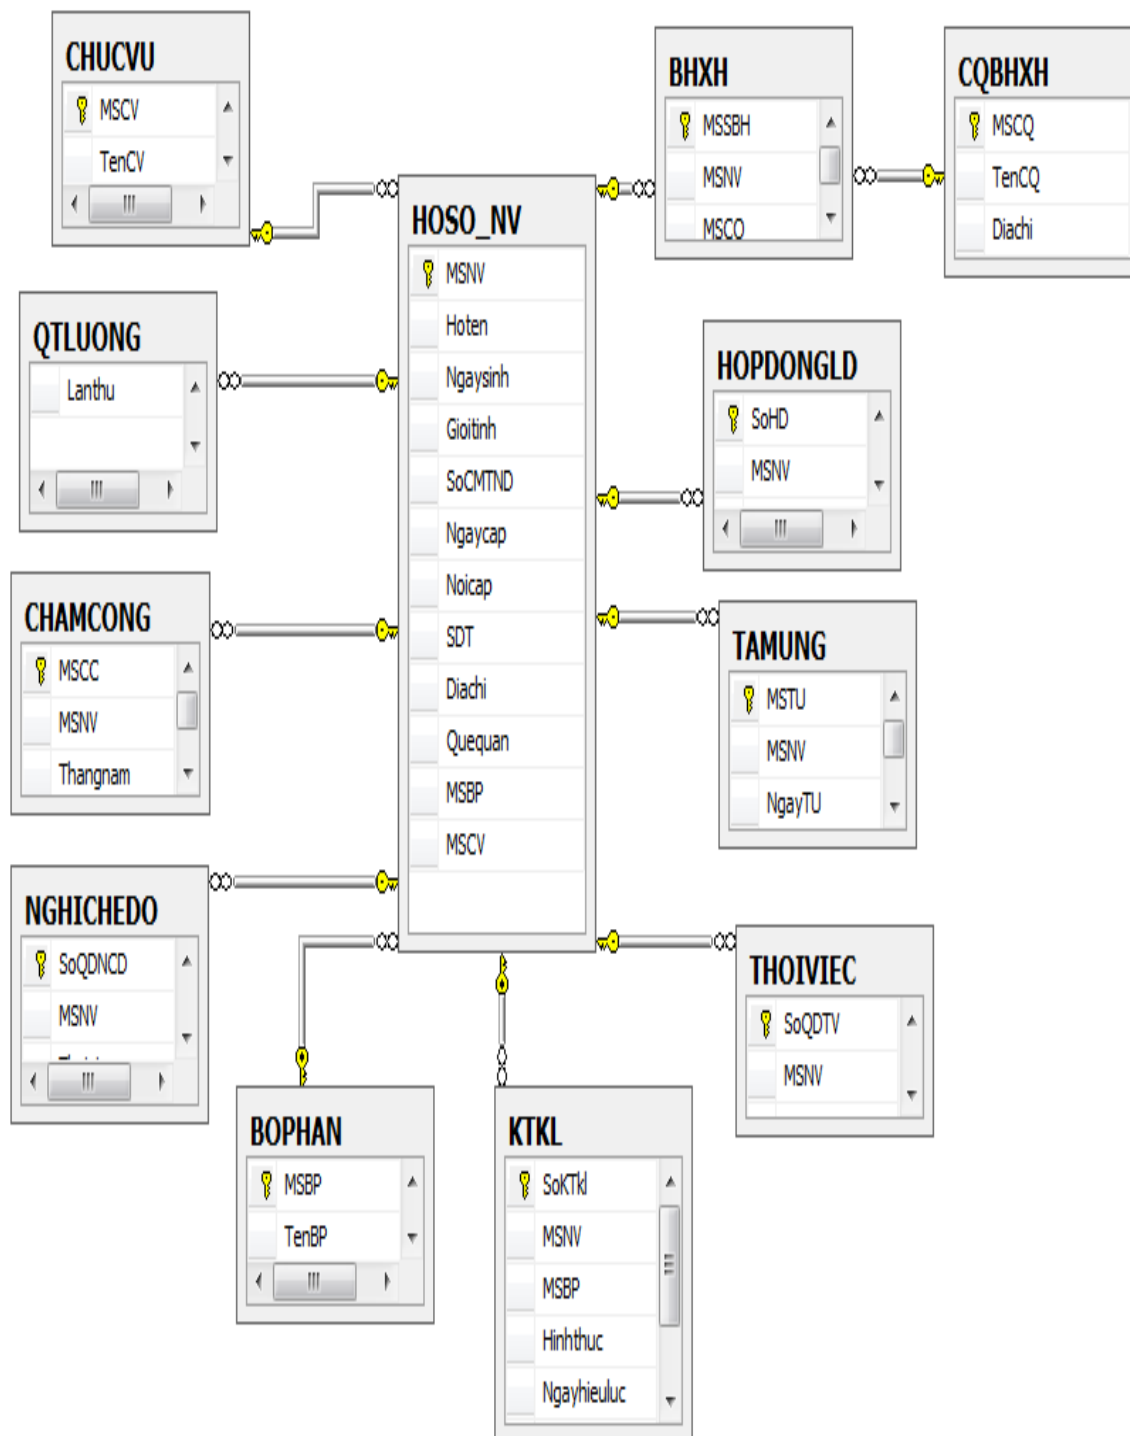 CHUCVU
MSCV
TenCV
BHXH
MSSBH
MSNV
CQBHXH
MSCQ
TenCQ
Diachi
HOSO_NV
MSNV
Hoten
Ngaysinh
Gioitinh
SoCMTND
Ngaycap
Noicap
SDT
Diachi
Quequan
MSBP
MSCV
QTLUONG
Lanthu
HOPDONGLD
SoHD
MSNV
CHAMCONG
MSCC
MSNV
Thangnam
TAMUNG
MSTU
MSNV
NgayTU
NGHICHEDO
SoQDNCD
MSNV
THOIVIEC
SoQDTV
MSNV
BOPHAN
MSBP
TenBP
KTKL
SoKTkl
MSNV
MSBP
Hinhthuc
Ngayhieuluc